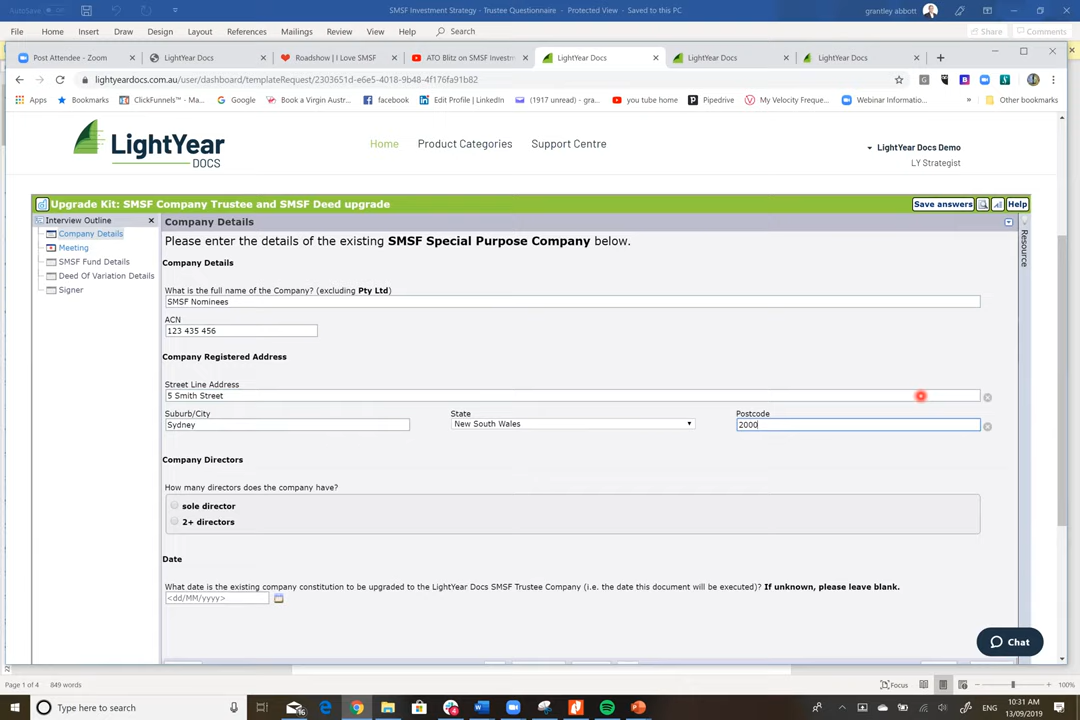 AutoSave
SMSF Investment Strategy - Trustee Questionnaire - Protected View - Saved to this PC
grantley abbott
File Home Insert Draw Design Layout References Mailings Review View Help Search
Share Comments
Post Attendee - Zoom LightYear Docs Roadshow | I Love SMSF ATO Blitz on SMSF Investment LightYear Docs LightYear Docs LightYear Docs
lightyeardocs.com.au/user/dashboard/templateRequest/2303651d-e6e5-4018-9b48-4f176fa91b82
Apps Bookmarks ClickFunnels™ - Ma... Google Book a Virgin Austr... facebook Edit Profile | LinkedIn (1917 unread) - gra... you tube home Pipedrive My Velocity Freque... Webinar Informatio... » Other bookmarks
LightYear
DOCS
Home Product Categories Support Centre
LightYear Docs Demo
LY Strategist
Upgrade Kit: SMSF Company Trustee and SMSF Deed upgrade
Save answers Help
Interview Outline
Company Details
Meeting
SMSF Fund Details
Deed Of Variation Details
Signer
Company Details
Resource
Please enter the details of the existing SMSF Special Purpose Company below.
Company Details
What is the full name of the Company? (excluding Pty Ltd)
SMSF Nominees
ACN
123 435 456
Company Registered Address
Street Line Address
5 Smith Street
Suburb/City State Postcode
Sydney New South Wales 2000
Company Directors
How many directors does the company have?
sole director
2+ directors
Date
What date is the existing company constitution to be upgraded to the LightYear Docs SMSF Trustee Company (i.e. the date this document will be executed)? If unknown, please leave blank.
<dd/MM/yyyy>
Chat
Page 1 of 4 849 words
Focus 100%
Type here to search
10:31 AM
13/09/2019